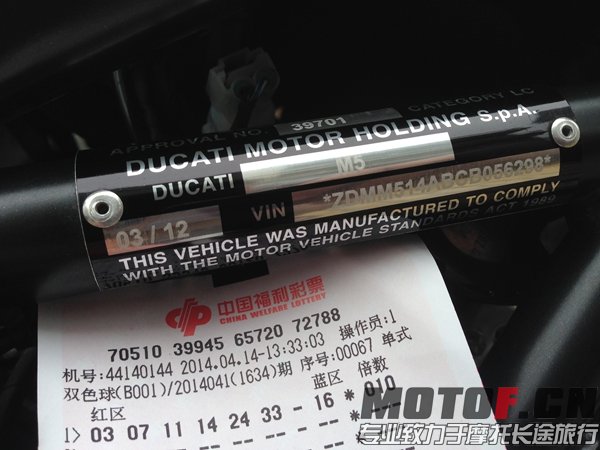 APPROVAL NO. 39701 CATEGORY LC
DUCATI MOTOR HOLDING S.p.A.
DUCATI M5
03/12 VIN *ZDMM514ABCB056298*
THIS VEHICLE WAS MANUFACTURED TO COMPLY
WITH THE MOTOR VEHICLE STANDARDS ACT 1989
中国福利彩票
CHINA WELFARE LOTTERY
70510 39945 65720 72788
机号:44140144 2014.04.14-13:33:03 操作员:1
双色球(B001)/2014041(1634)期 序号:00067 单式
红区 蓝区 倍数
1> 03 07 11 14 24 33 - 16 * 010
MOTOF.CN
专业致力于摩托长途旅行